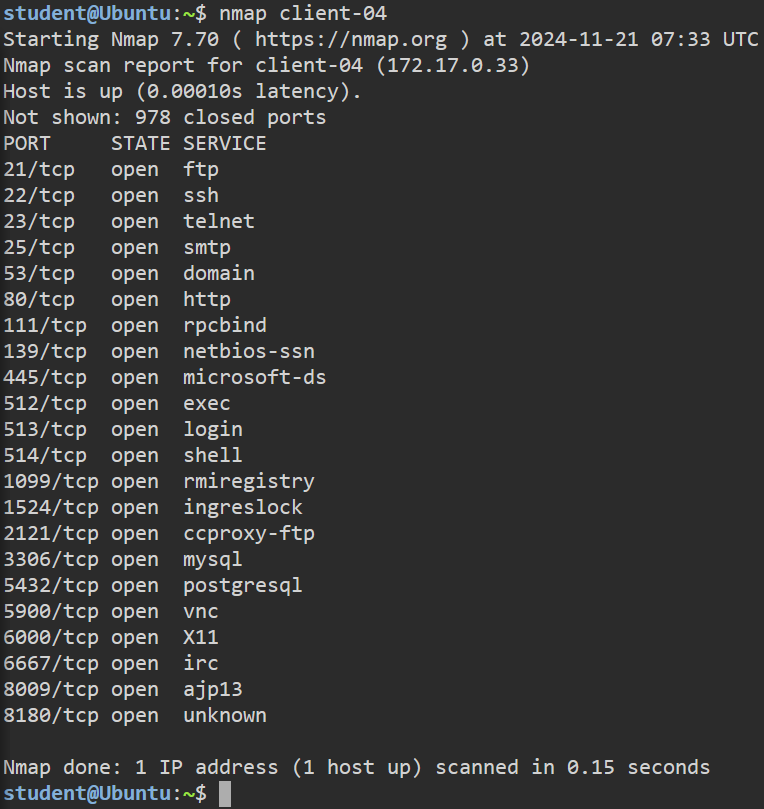 student@Ubuntu:~$ nmap client-04
Starting Nmap 7.70 ( https://nmap.org ) at 2024-11-21 07:33 UTC
Nmap scan report for client-04 (172.17.0.33)
Host is up (0.00010s latency).
Not shown: 978 closed ports
PORT     STATE SERVICE
21/tcp   open  ftp
22/tcp   open  ssh
23/tcp   open  telnet
25/tcp   open  smtp
53/tcp   open  domain
80/tcp   open  http
111/tcp  open  rpcbind
139/tcp  open  netbios-ssn
445/tcp  open  microsoft-ds
512/tcp  open  exec
513/tcp  open  login
514/tcp  open  shell
1099/tcp open  rmiregistry
1524/tcp open  ingreslock
2121/tcp open  ccproxy-ftp
3306/tcp open  mysql
5432/tcp open  postgresql
5900/tcp open  vnc
6000/tcp open  X11
6667/tcp open  irc
8009/tcp open  ajp13
8180/tcp open  unknown
Nmap done: 1 IP address (1 host up) scanned in 0.15 seconds
student@Ubuntu:~$